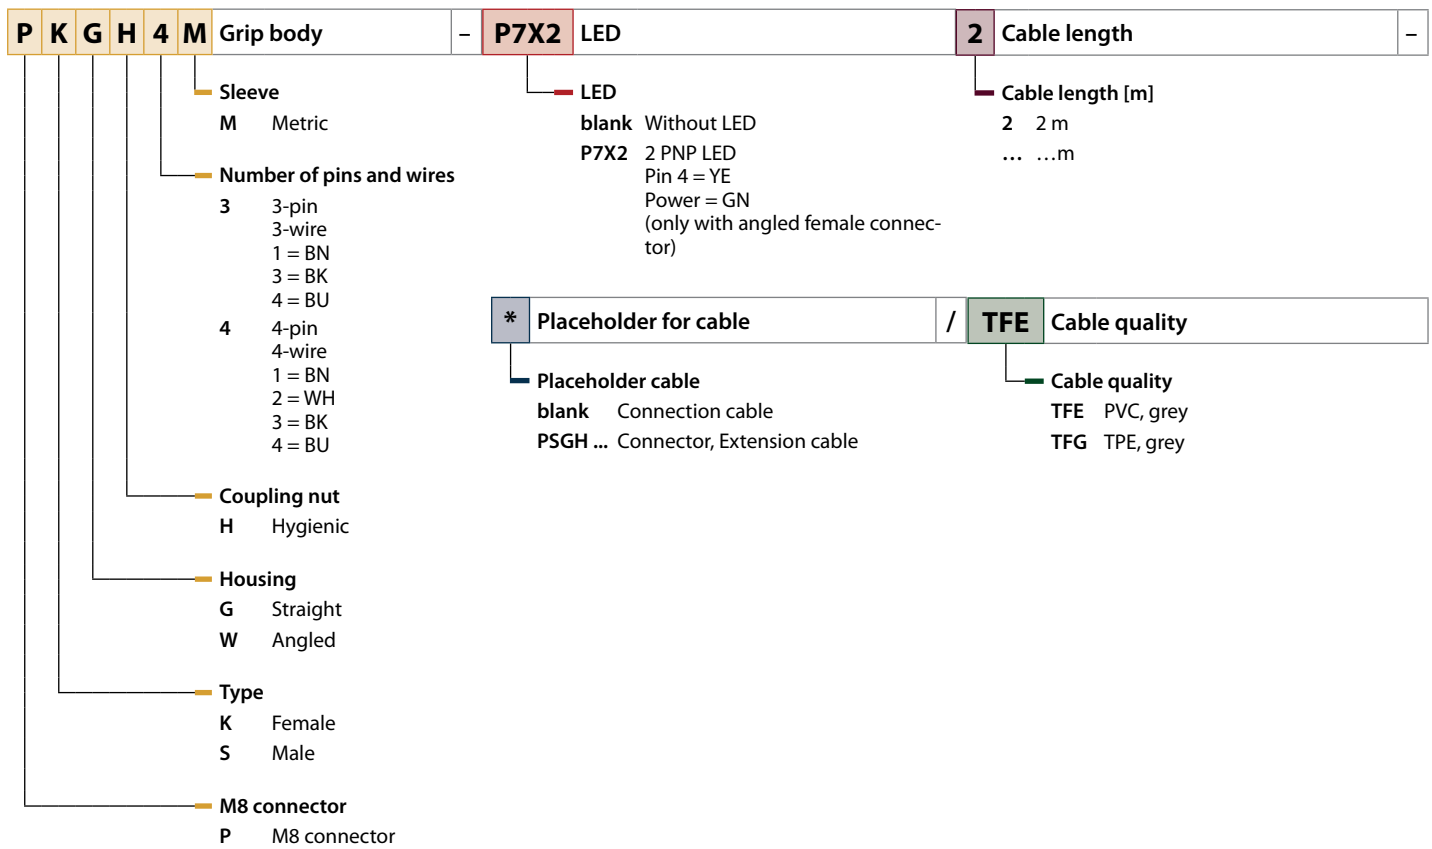 P K G H 4 M Grip body – P7X2 LED 2 Cable length –
Sleeve
M Metric
Number of pins and wires
3 3-pin
3-wire
1 = BN
3 = BK
4 = BU
4 4-pin
4-wire
1 = BN
2 = WH
3 = BK
4 = BU
Coupling nut
H Hygienic
Housing
G Straight
W Angled
Type
K Female
S Male
M8 connector
P M8 connector
LED
blank Without LED
P7X2 2 PNP LED
Pin 4 = YE
Power = GN
(only with angled female connec-
tor)
Cable length [m]
2 2 m
... ...m
* Placeholder for cable / TFE Cable quality
Placeholder cable
blank Connection cable
PSGH ... Connector, Extension cable
Cable quality
TFE PVC, grey
TFG TPE, grey